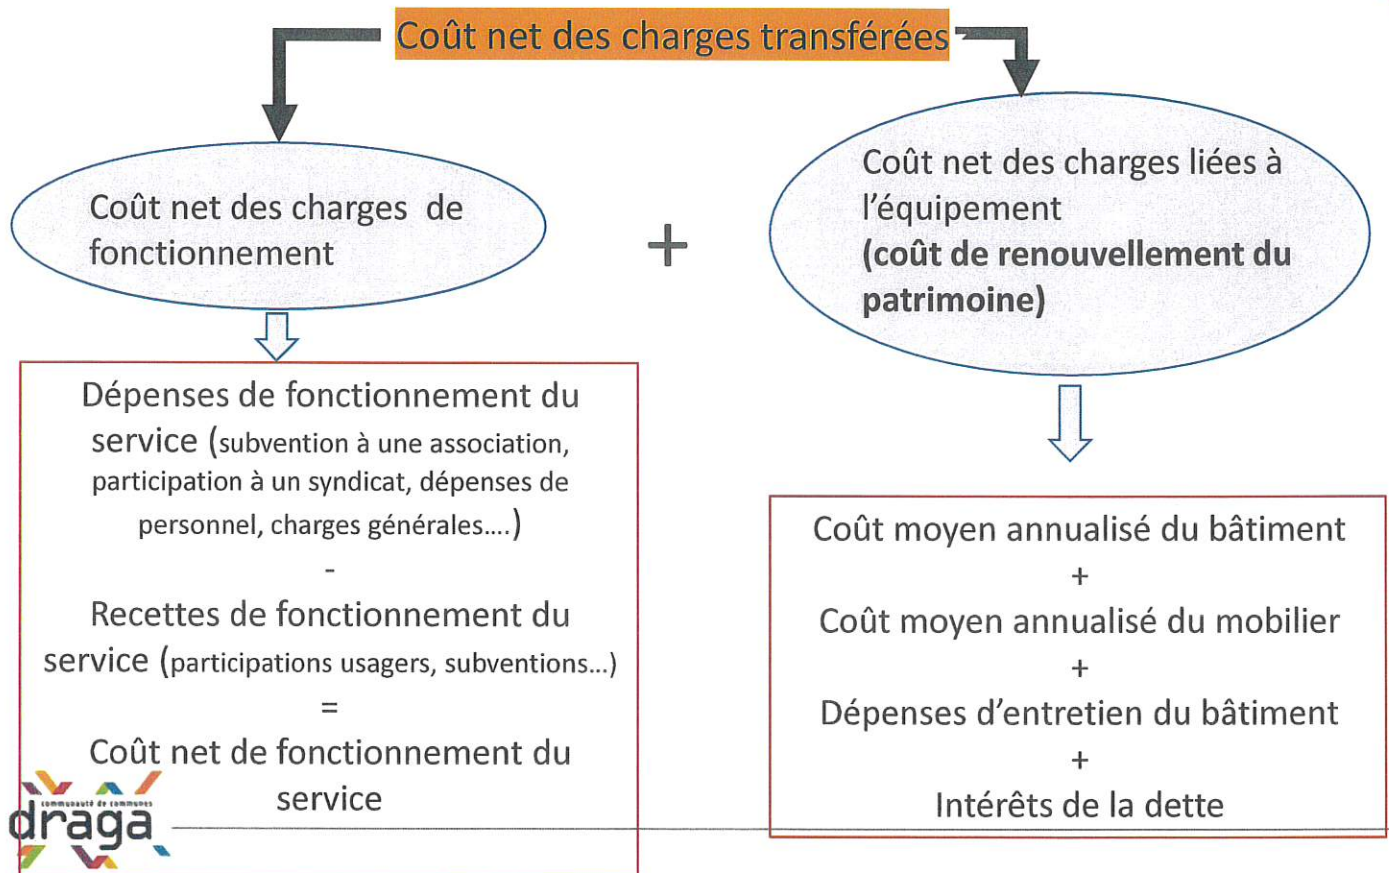 Coût net des charges transférées
Coût net des charges de
fonctionnement
+
Coût net des charges liées à
l'équipement
(coût de renouvellement du
patrimoine)
Dépenses de fonctionnement du
service (subvention à une association,
participation à un syndicat, dépenses de
personnel, charges générales....)
-
Recettes de fonctionnement du
service (participations usagers, subventions...)
=
Coût net de fonctionnement du
service
Coût moyen annualisé du bâtiment
+
Coût moyen annualisé du mobilier
+
Dépenses d'entretien du bâtiment
+
Intérêts de la dette
communauté de communes
draga